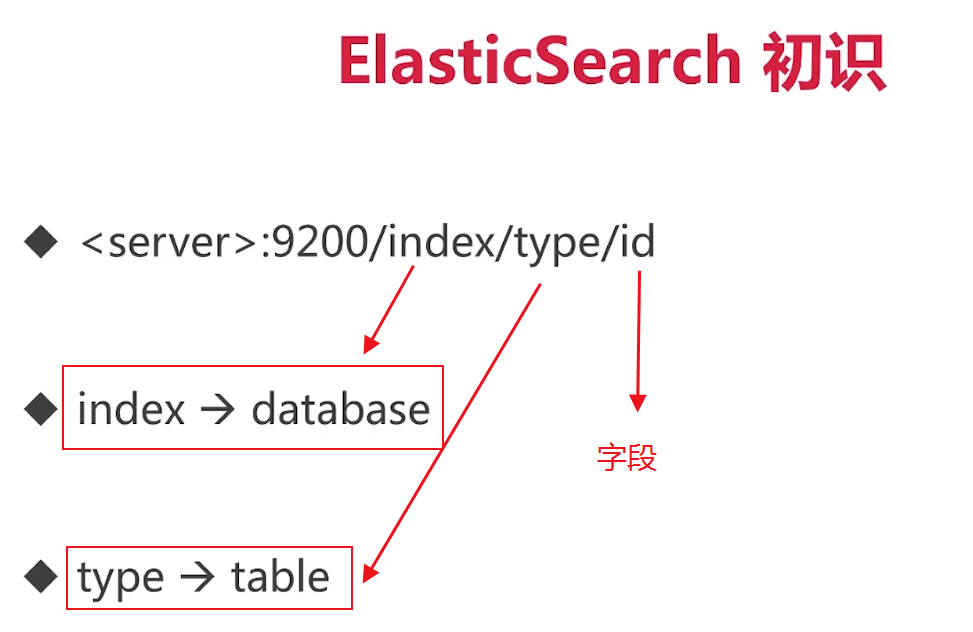 ElasticSearch 初识
<server>:9200/index/type/id
index → database
字段
type → table